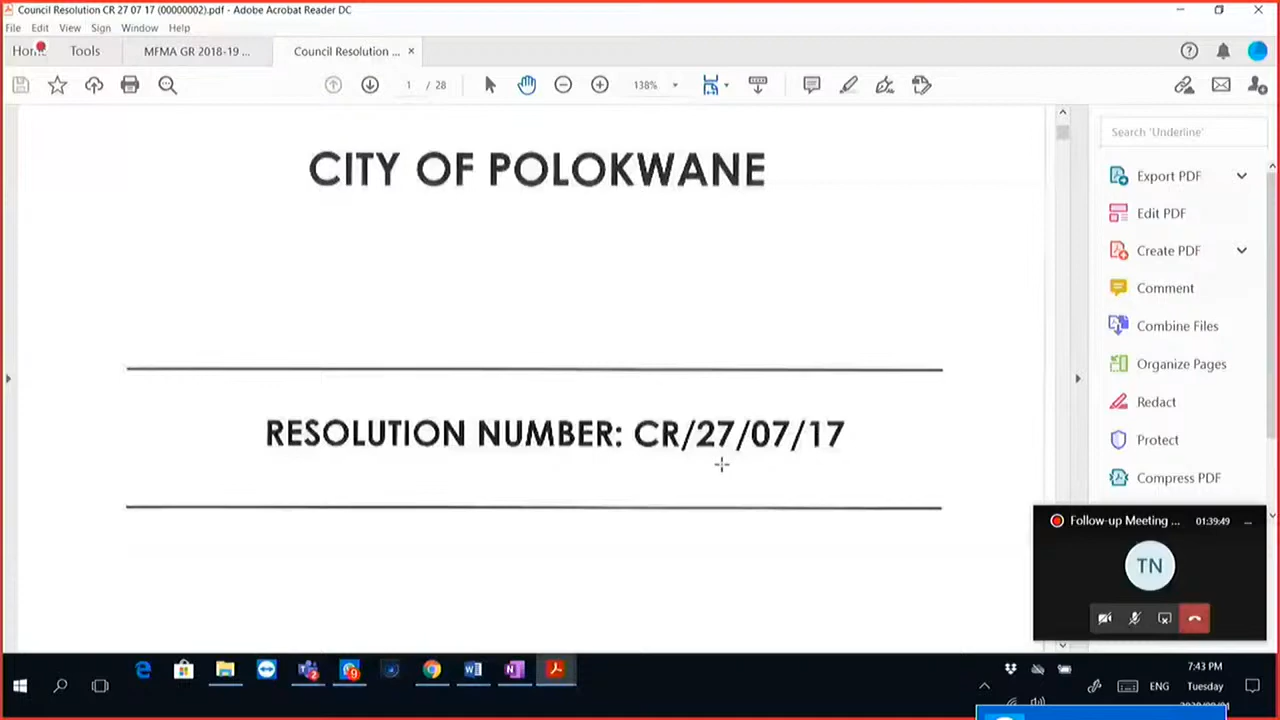 Council Resolution CR 27 07 17 (00000002).pdf - Adobe Acrobat Reader DC
File Edit View Sign Window Help
Tools MFMA GR 2018-19 ... Council Resolution ... ×
1 / 28 138%
CITY OF POLOKWANE
RESOLUTION NUMBER: CR/27/07/17
Search 'Underline'
Export PDF
Edit PDF
Create PDF
Comment
Combine Files
Organize Pages
Redact
Protect
Compress PDF
Follow-up Meeting ... 01:39:49
TN
7:43 PM
ENG Tuesday